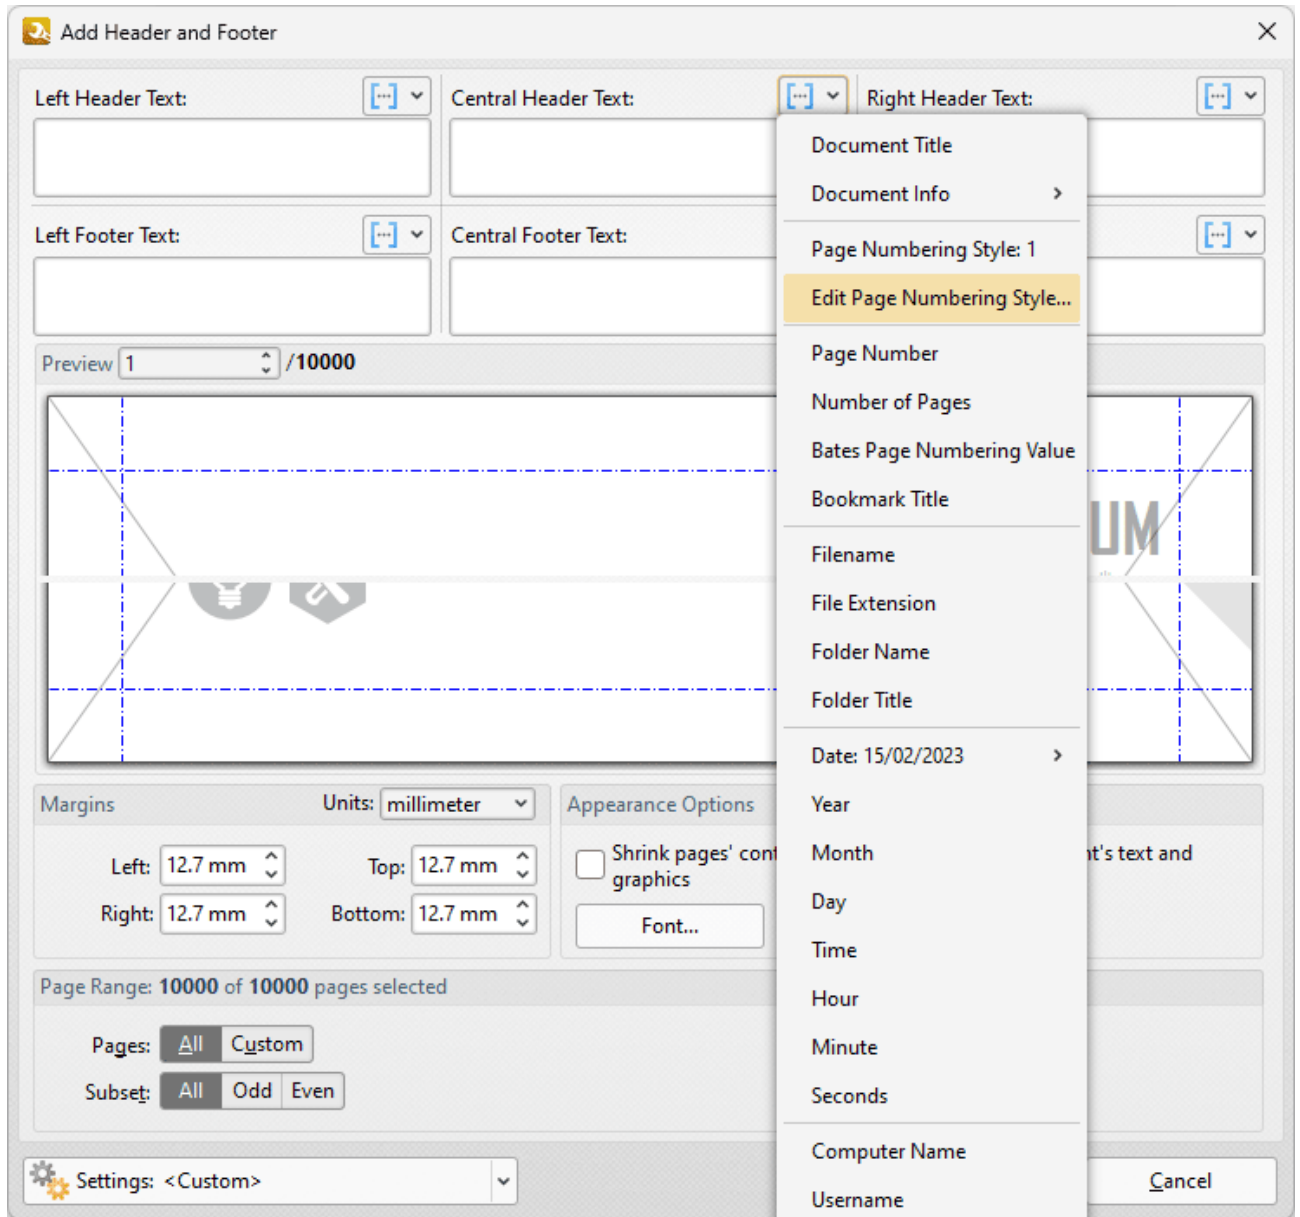 Add Header and Footer
Left Header Text:
Central Header Text:
Right Header Text:
Left Footer Text:
Central Footer Text:
Document Title
Document Info
Page Numbering Style: 1
Edit Page Numbering Style...
Page Number
Number of Pages
Bates Page Numbering Value
Bookmark Title
Filename
File Extension
Folder Name
Folder Title
Date: 15/02/2023
Year
Month
Day
Time
Hour
Minute
Seconds
Computer Name
Username
Preview 1 /10000
UM
Margins
Units: millimeter
Left: 12.7 mm
Top: 12.7 mm
Right: 12.7 mm
Bottom: 12.7 mm
Appearance Options
Shrink pages' 
text and
graphics
Font...
Page Range: 10000 of 10000 pages selected
Pages: All Custom
Subset: All Odd Even
Settings: <Custom>
Cancel